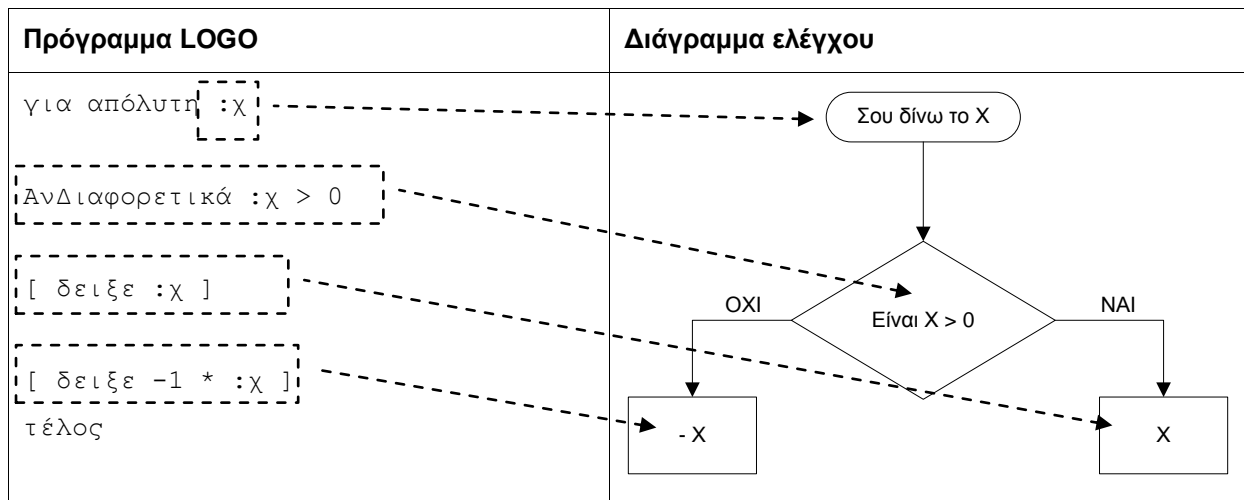 Πρόγραμμα LOGO
Διάγραμμα ελέγχου
για απόλυτη :χ
ΑνΔιαφορετικά :χ > 0
[ δειξε :χ ]
[ δειξε -1 * :χ ]
τέλος
Σου δίνω το Χ
Είναι Χ > 0
ΟΧΙ
ΝΑΙ
- Χ
Χ